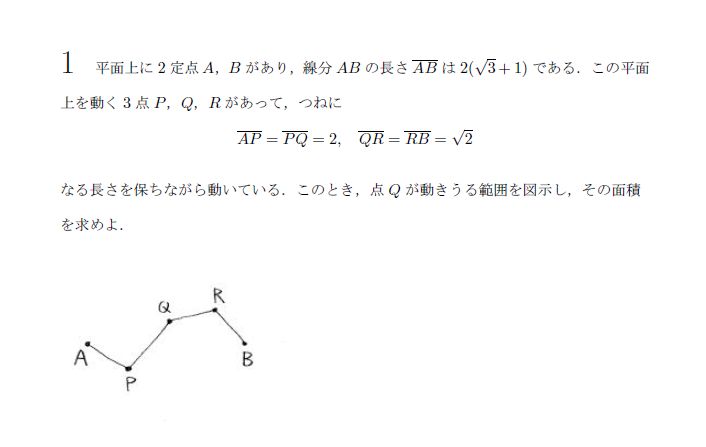 1 平面上に 2 定点 A，B があり，線分 AB の長さ $\overline{AB}$ は 2(√3+1) である．この平面
上を動く 3 点 P，Q，R があって，つねに
$\overline{AP}$ = $\overline{PQ}$ = 2, $\overline{QR}$ = $\overline{RB}$ = √2
なる長さを保ちながら動いている．このとき，点 Q が動きうる範囲を図示し，その面積
を求めよ．
Q R
A B
P